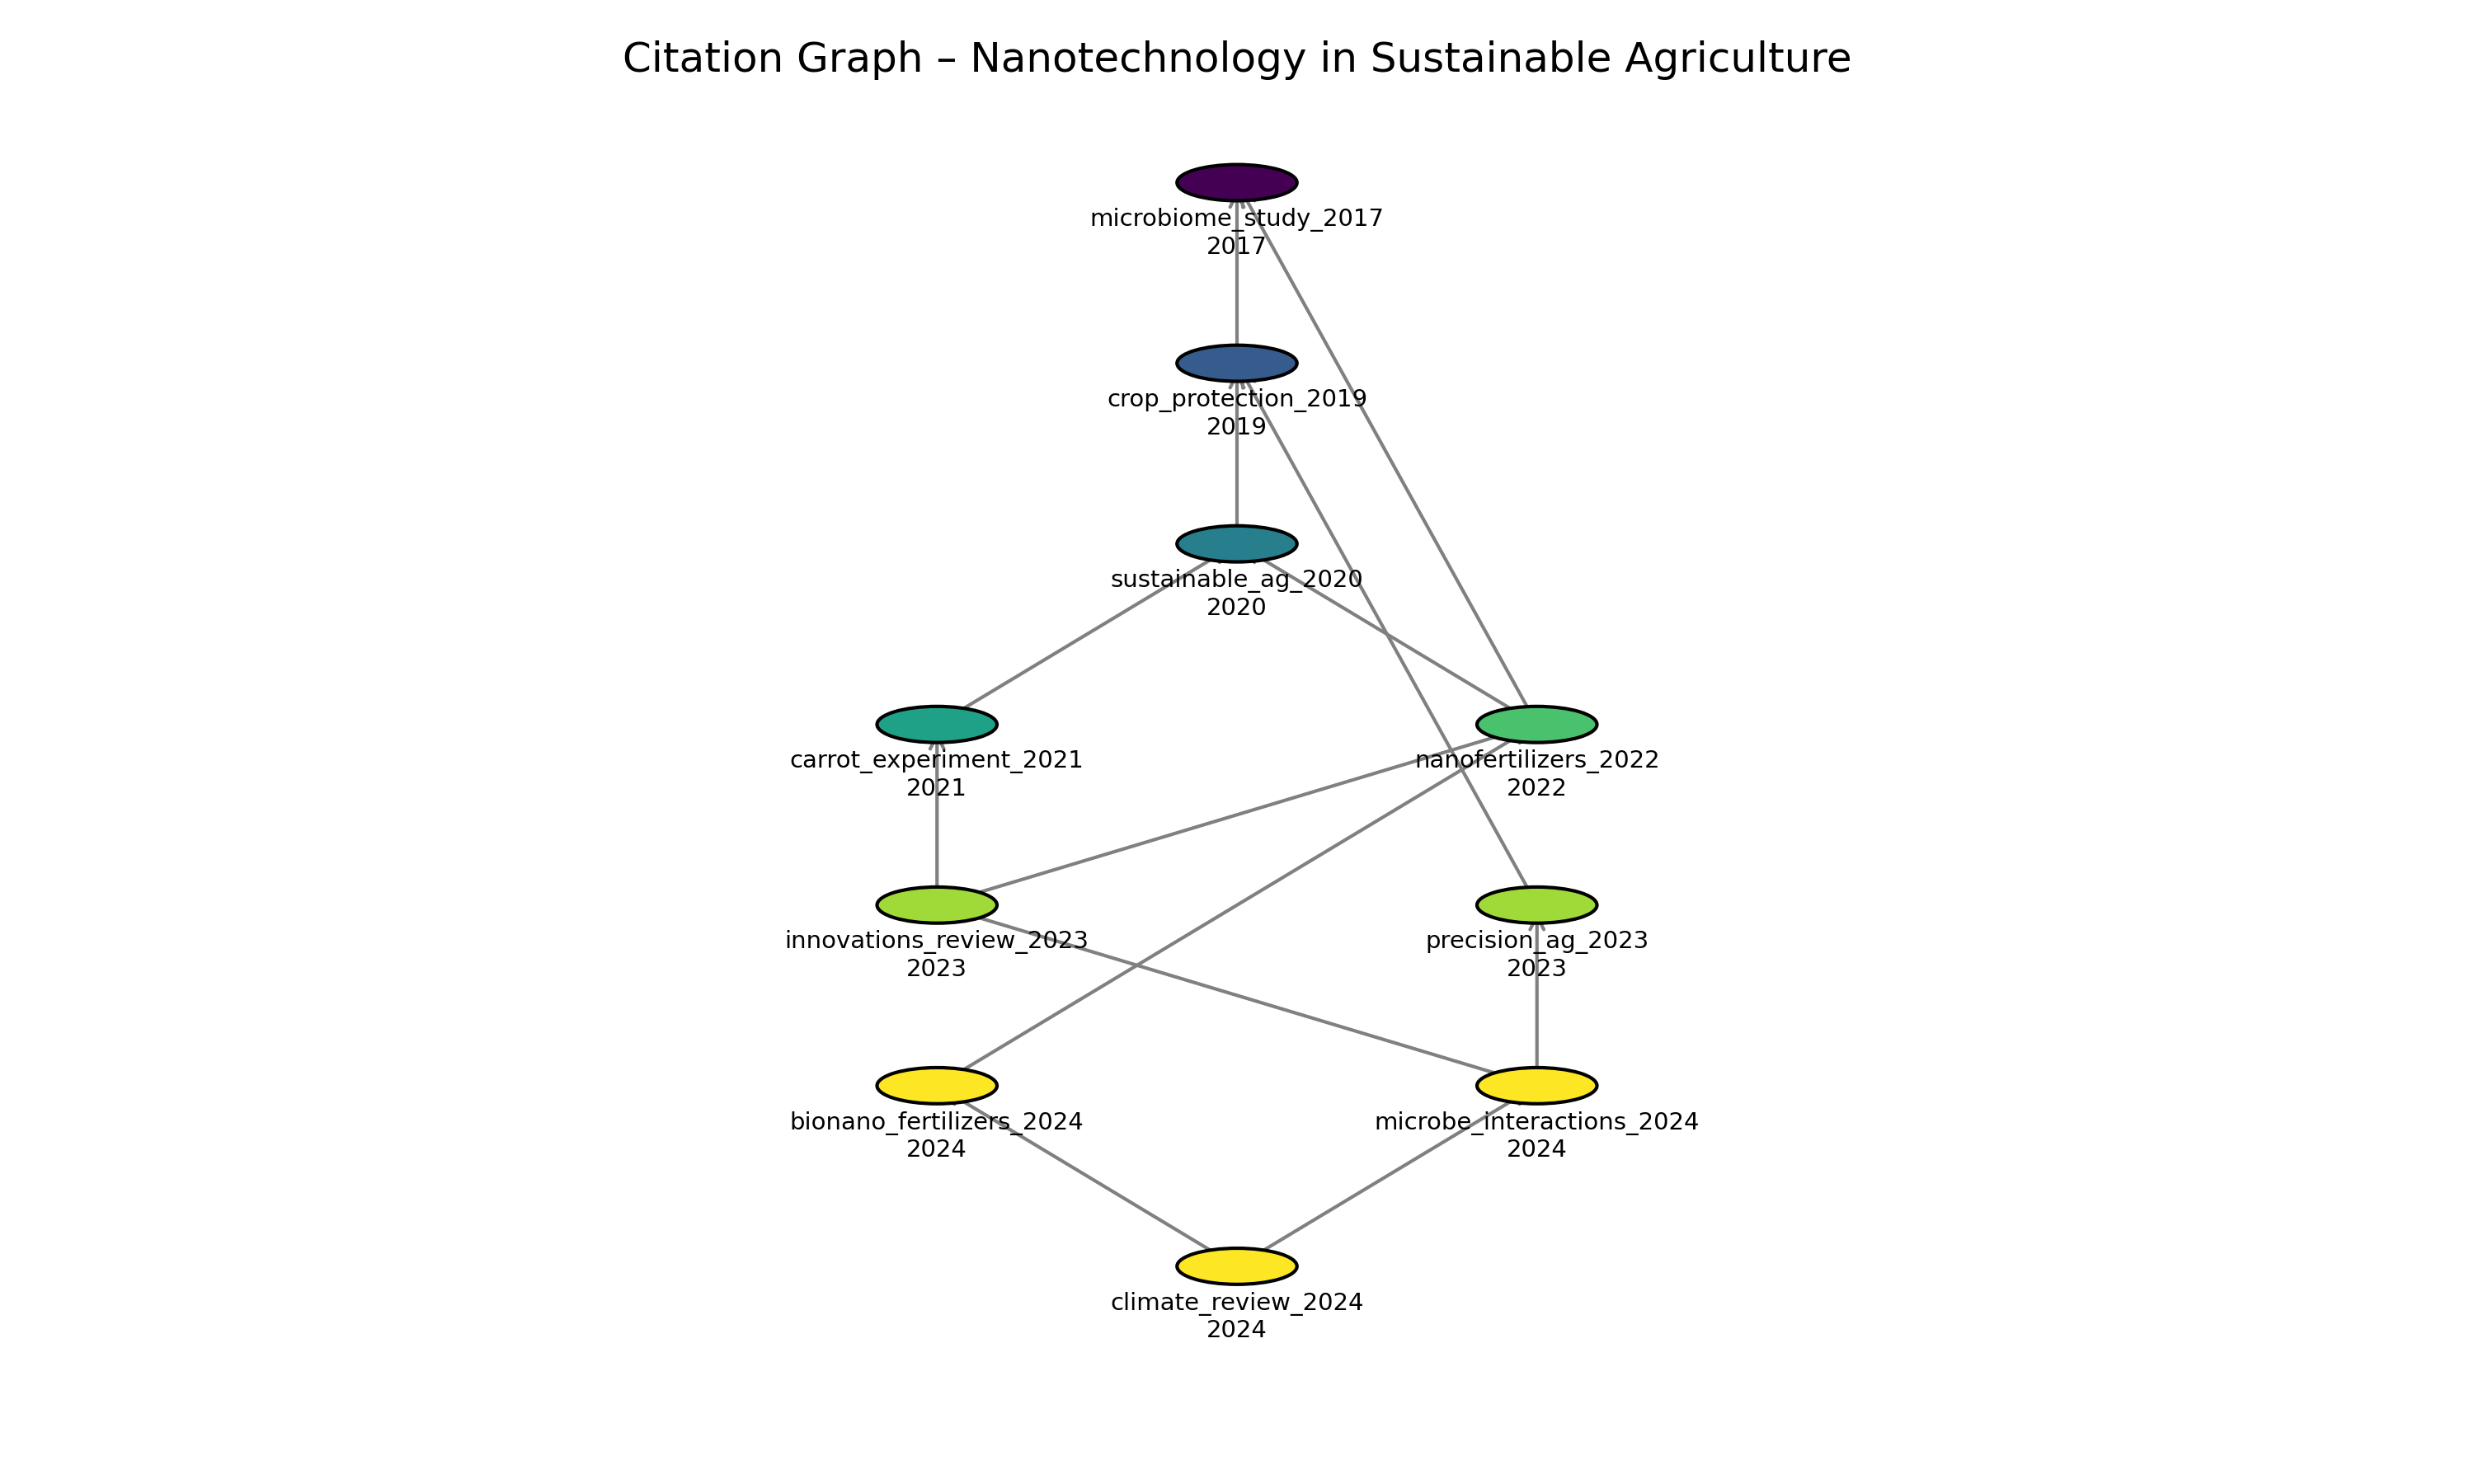 Citation Graph – Nanotechnology in Sustainable Agriculture
microbiome_study_2017
2017
crop_protection_2019
2019
sustainable_ag_2020
2020
carrot_experiment_2021
2021
nanofertilizers_2022
2022
innovations_review_2023
2023
precision_ag_2023
2023
bionano_fertilizers_2024
2024
microbe_interactions_2024
2024
climate_review_2024
2024